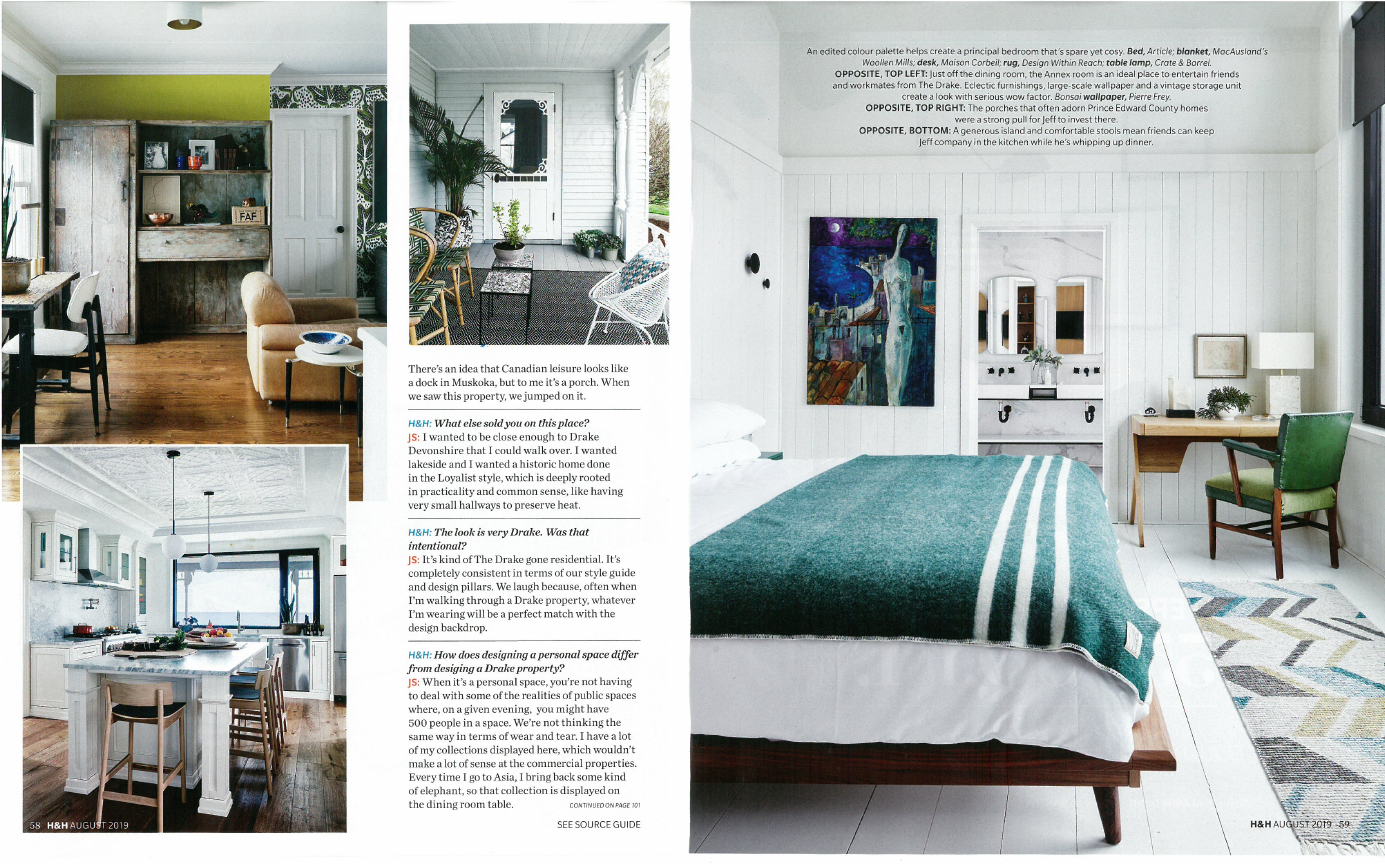 FAF
There's an idea that Canadian leisure looks like
a dock in Muskoka, but to me it's a porch. When
we saw this property, we jumped on it.
H&H: What else sold you on this place?
JS: I wanted to be close enough to Drake
Devonshire that I could walk over. I wanted
lakeside and I wanted a historic home done
in the Loyalist style, which is deeply rooted
in practicality and common sense, like having
very small hallways to preserve heat.
H&H: The look is very Drake. Was that
intentional?
JS: It's kind of The Drake gone residential. It's
completely consistent in terms of our style guide
and design pillars. We laugh because, often when
I'm walking through a Drake property, whatever
I'm wearing will be a perfect match with the
design backdrop.
H&H: How does designing a personal space differ
from desiging a Drake property?
JS: When it's a personal space, you're not having
to deal with some of the realities of public spaces
where, on a given evening, you might have
500 people in a space. We're not thinking the
same way in terms of wear and tear. I have a lot
of my collections displayed here, which wouldn't
make a lot of sense at the commercial properties.
Every time I go to Asia, I bring back some kind
of elephant, so that collection is displayed on
the dining room table.
CONTINUED ON PAGE 101
58 H&H AUGUST 2019
SEE SOURCE GUIDE
An edited colour palette helps create a principal bedroom that's spare yet cosy. Bed, Article; blanket, MacAusland's
Woollen Mills; desk, Maison Corbeil; rug, Design Within Reach; table lamp, Crate & Barrel.
OPPOSITE, TOP LEFT: Just off the dining room, the Annex room is an ideal place to entertain friends
and workmates from The Drake. Eclectic furnishings, large-scale wallpaper and a vintage storage unit
create a look with serious wow factor. Bonsai wallpaper, Pierre Frey.
OPPOSITE, TOP RIGHT: The porches that often adorn Prince Edward County homes
were a strong pull for Jeff to invest there.
OPPOSITE, BOTTOM: A generous island and comfortable stools mean friends can keep
Jeff company in the kitchen while he's whipping up dinner.
H&H AUGUST 2019 59